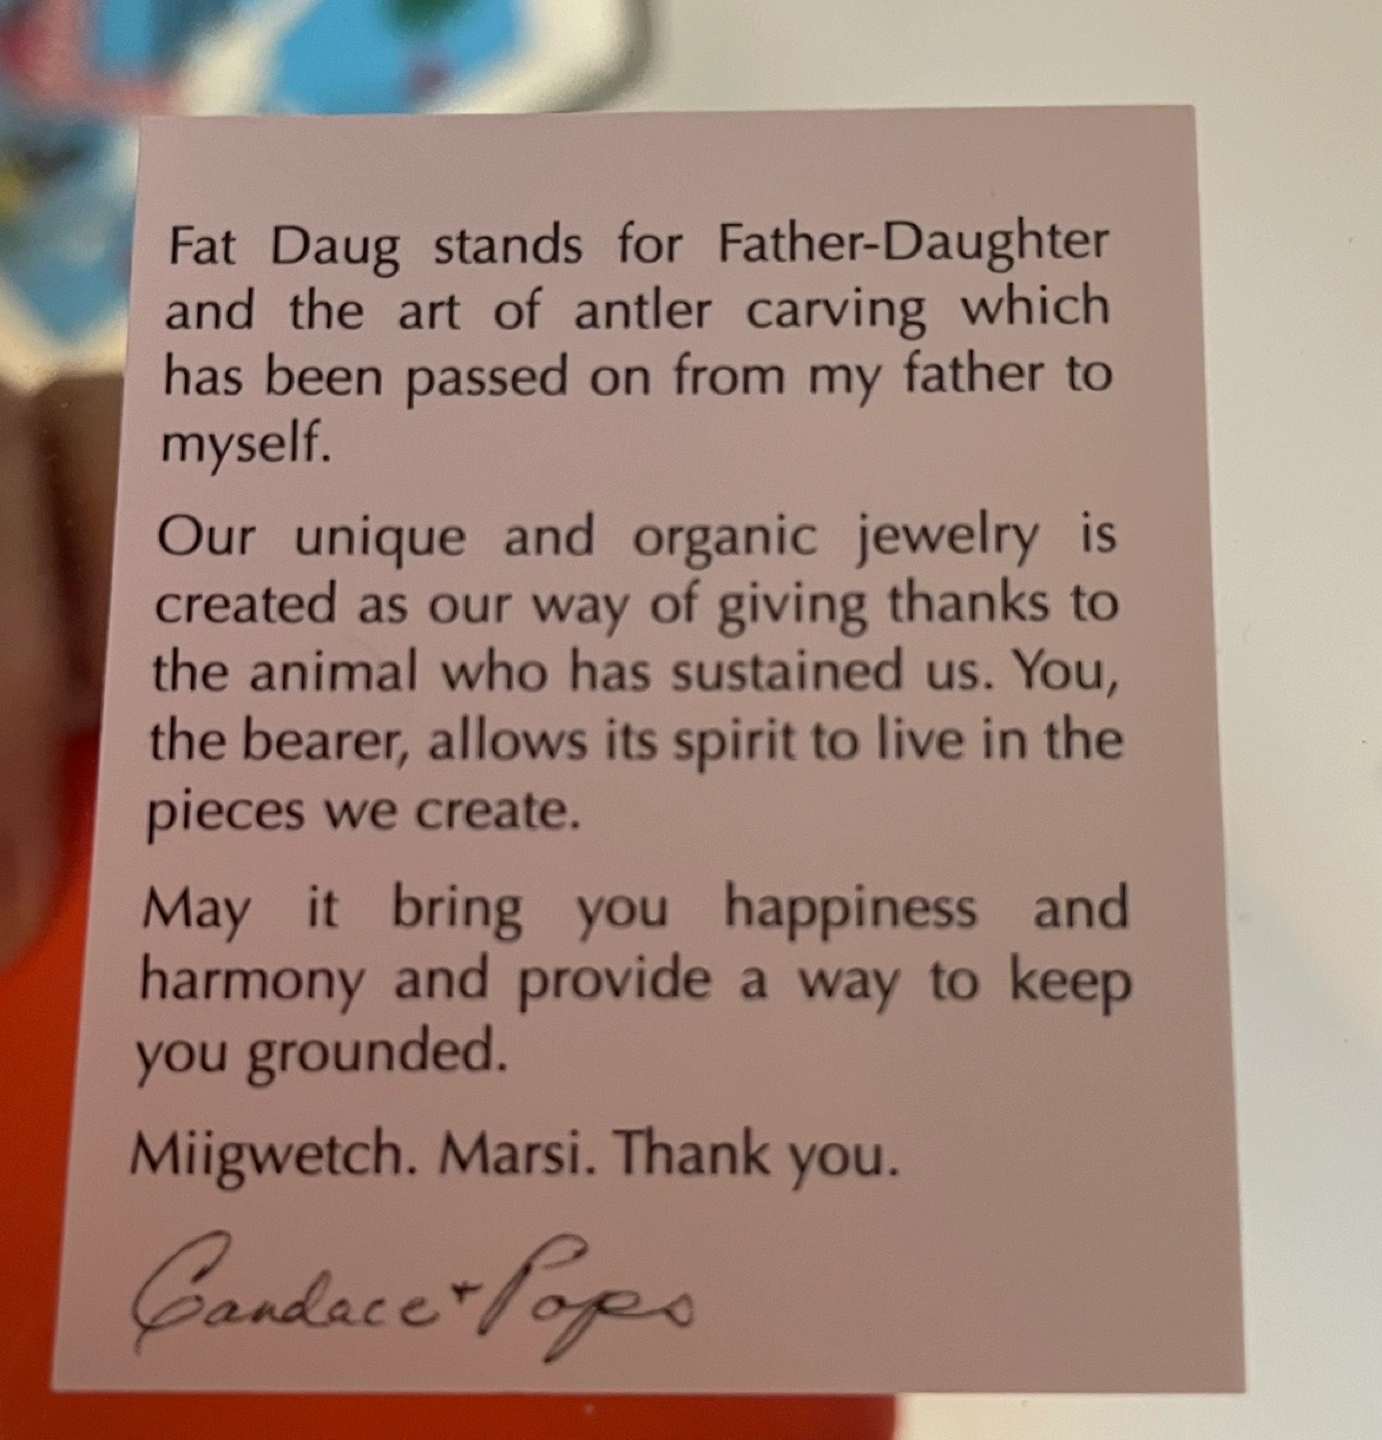 Fat Daug stands for Father-Daughter
and the art of antler carving which
has been passed on from my father to
myself.
Our unique and organic jewelry is
created as our way of giving thanks to
the animal who has sustained us. You,
the bearer, allows its spirit to live in the
pieces we create.
May it bring you happiness and
harmony and provide a way to keep
you grounded.
Miigwetch. Marsi. Thank you.
Candace + Pops